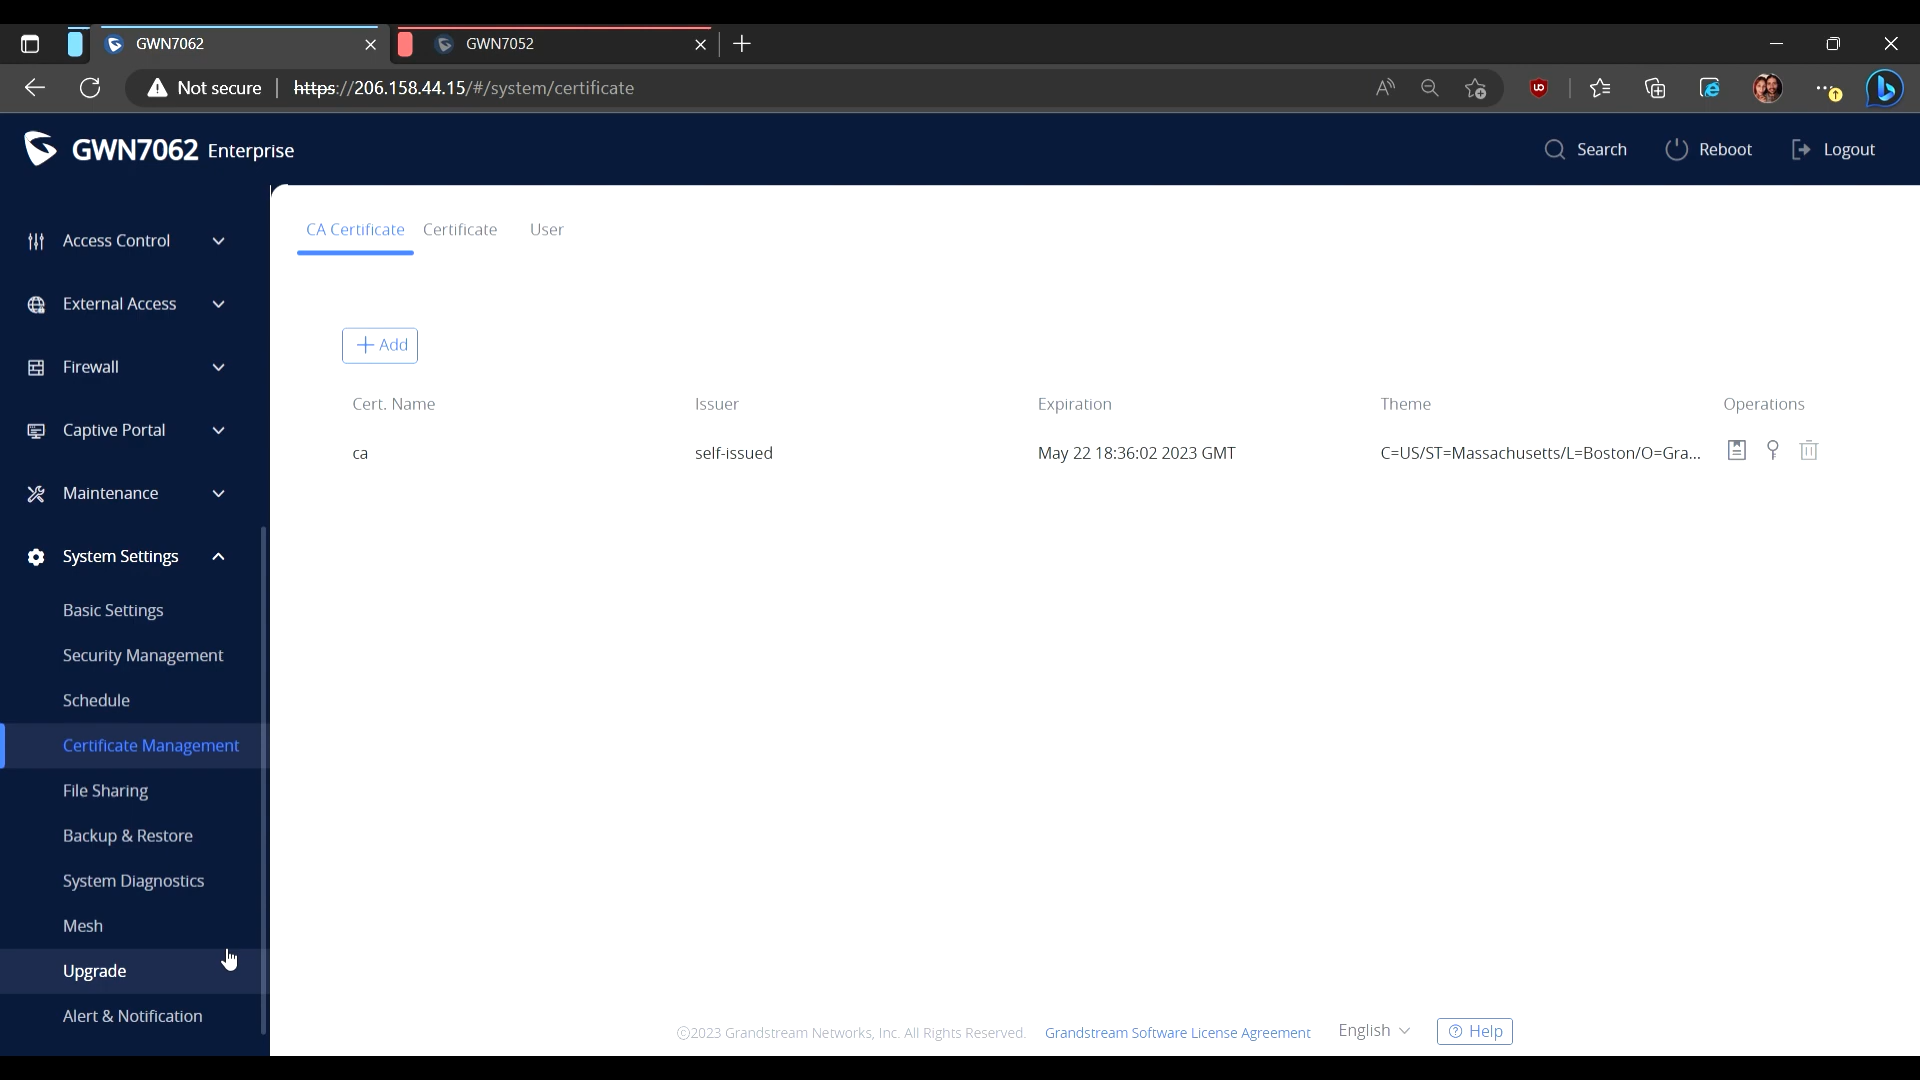 GWN7062
GWN7052
Not secure
https://206.158.44.15/#/system/certificate
GWN7062 Enterprise
Search
Reboot
Logout
Access Control
External Access
Firewall
Captive Portal
Maintenance
System Settings
Basic Settings
Security Management
Schedule
Certificate Management
File Sharing
Backup & Restore
System Diagnostics
Mesh
Upgrade
Alert & Notification
CA Certificate Certificate User
Add
Cert. Name Issuer Expiration Theme Operations
ca self-issued May 22 18:36:02 2023 GMT C=US/ST=Massachusetts/L=Boston/O=Gra...
©2023 Grandstream Networks, Inc. All Rights Reserved. Grandstream Software License Agreement English Help